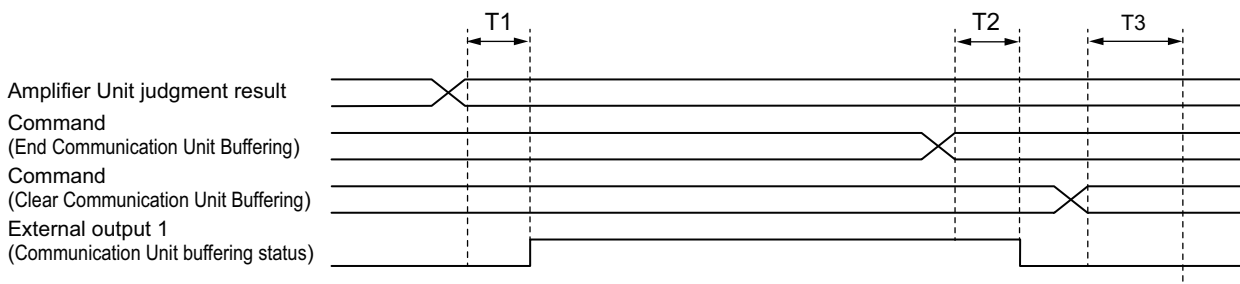 T1
T2
T3
Amplifier Unit judgment result
Command
(End Communication Unit Buffering)
Command
(Clear Communication Unit Buffering)
External output 1
(Communication Unit buffering status)